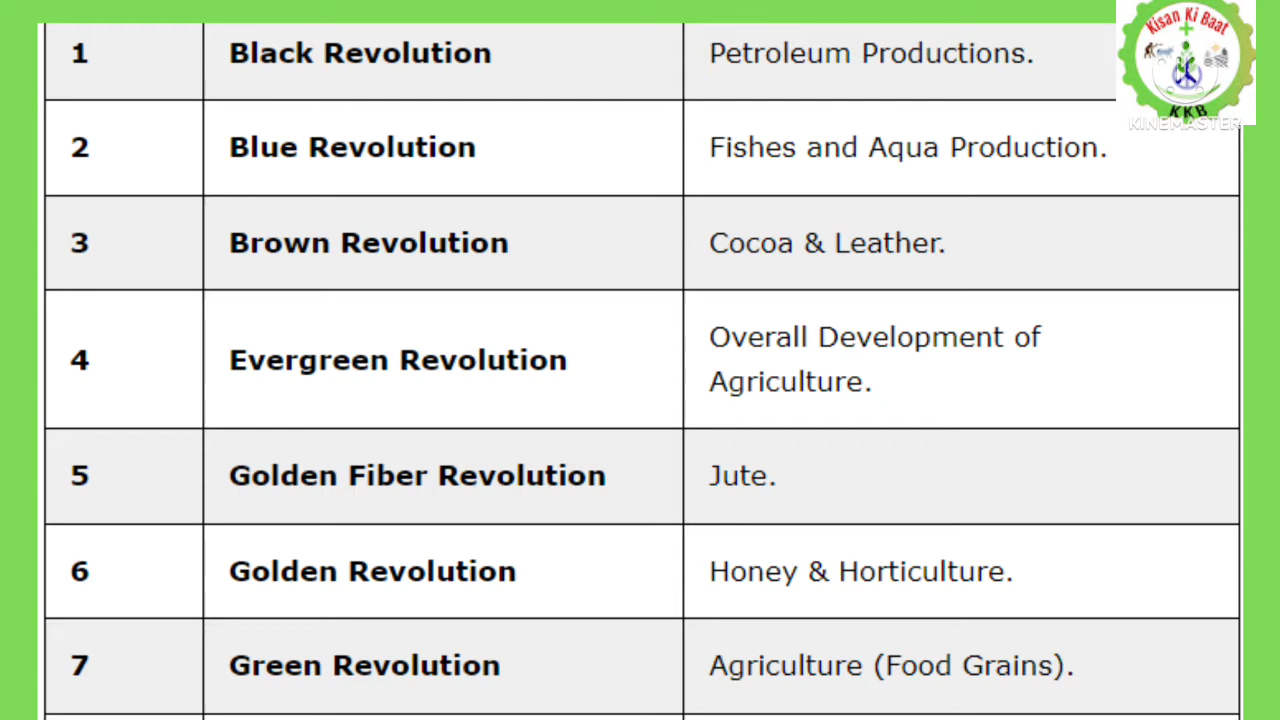 Kisan Ki Baat
KKB
KINEMASTER
1 Black Revolution Petroleum Productions.
2 Blue Revolution Fishes and Aqua Production.
3 Brown Revolution Cocoa & Leather.
4 Evergreen Revolution Overall Development of
Agriculture.
5 Golden Fiber Revolution Jute.
6 Golden Revolution Honey & Horticulture.
7 Green Revolution Agriculture (Food Grains).